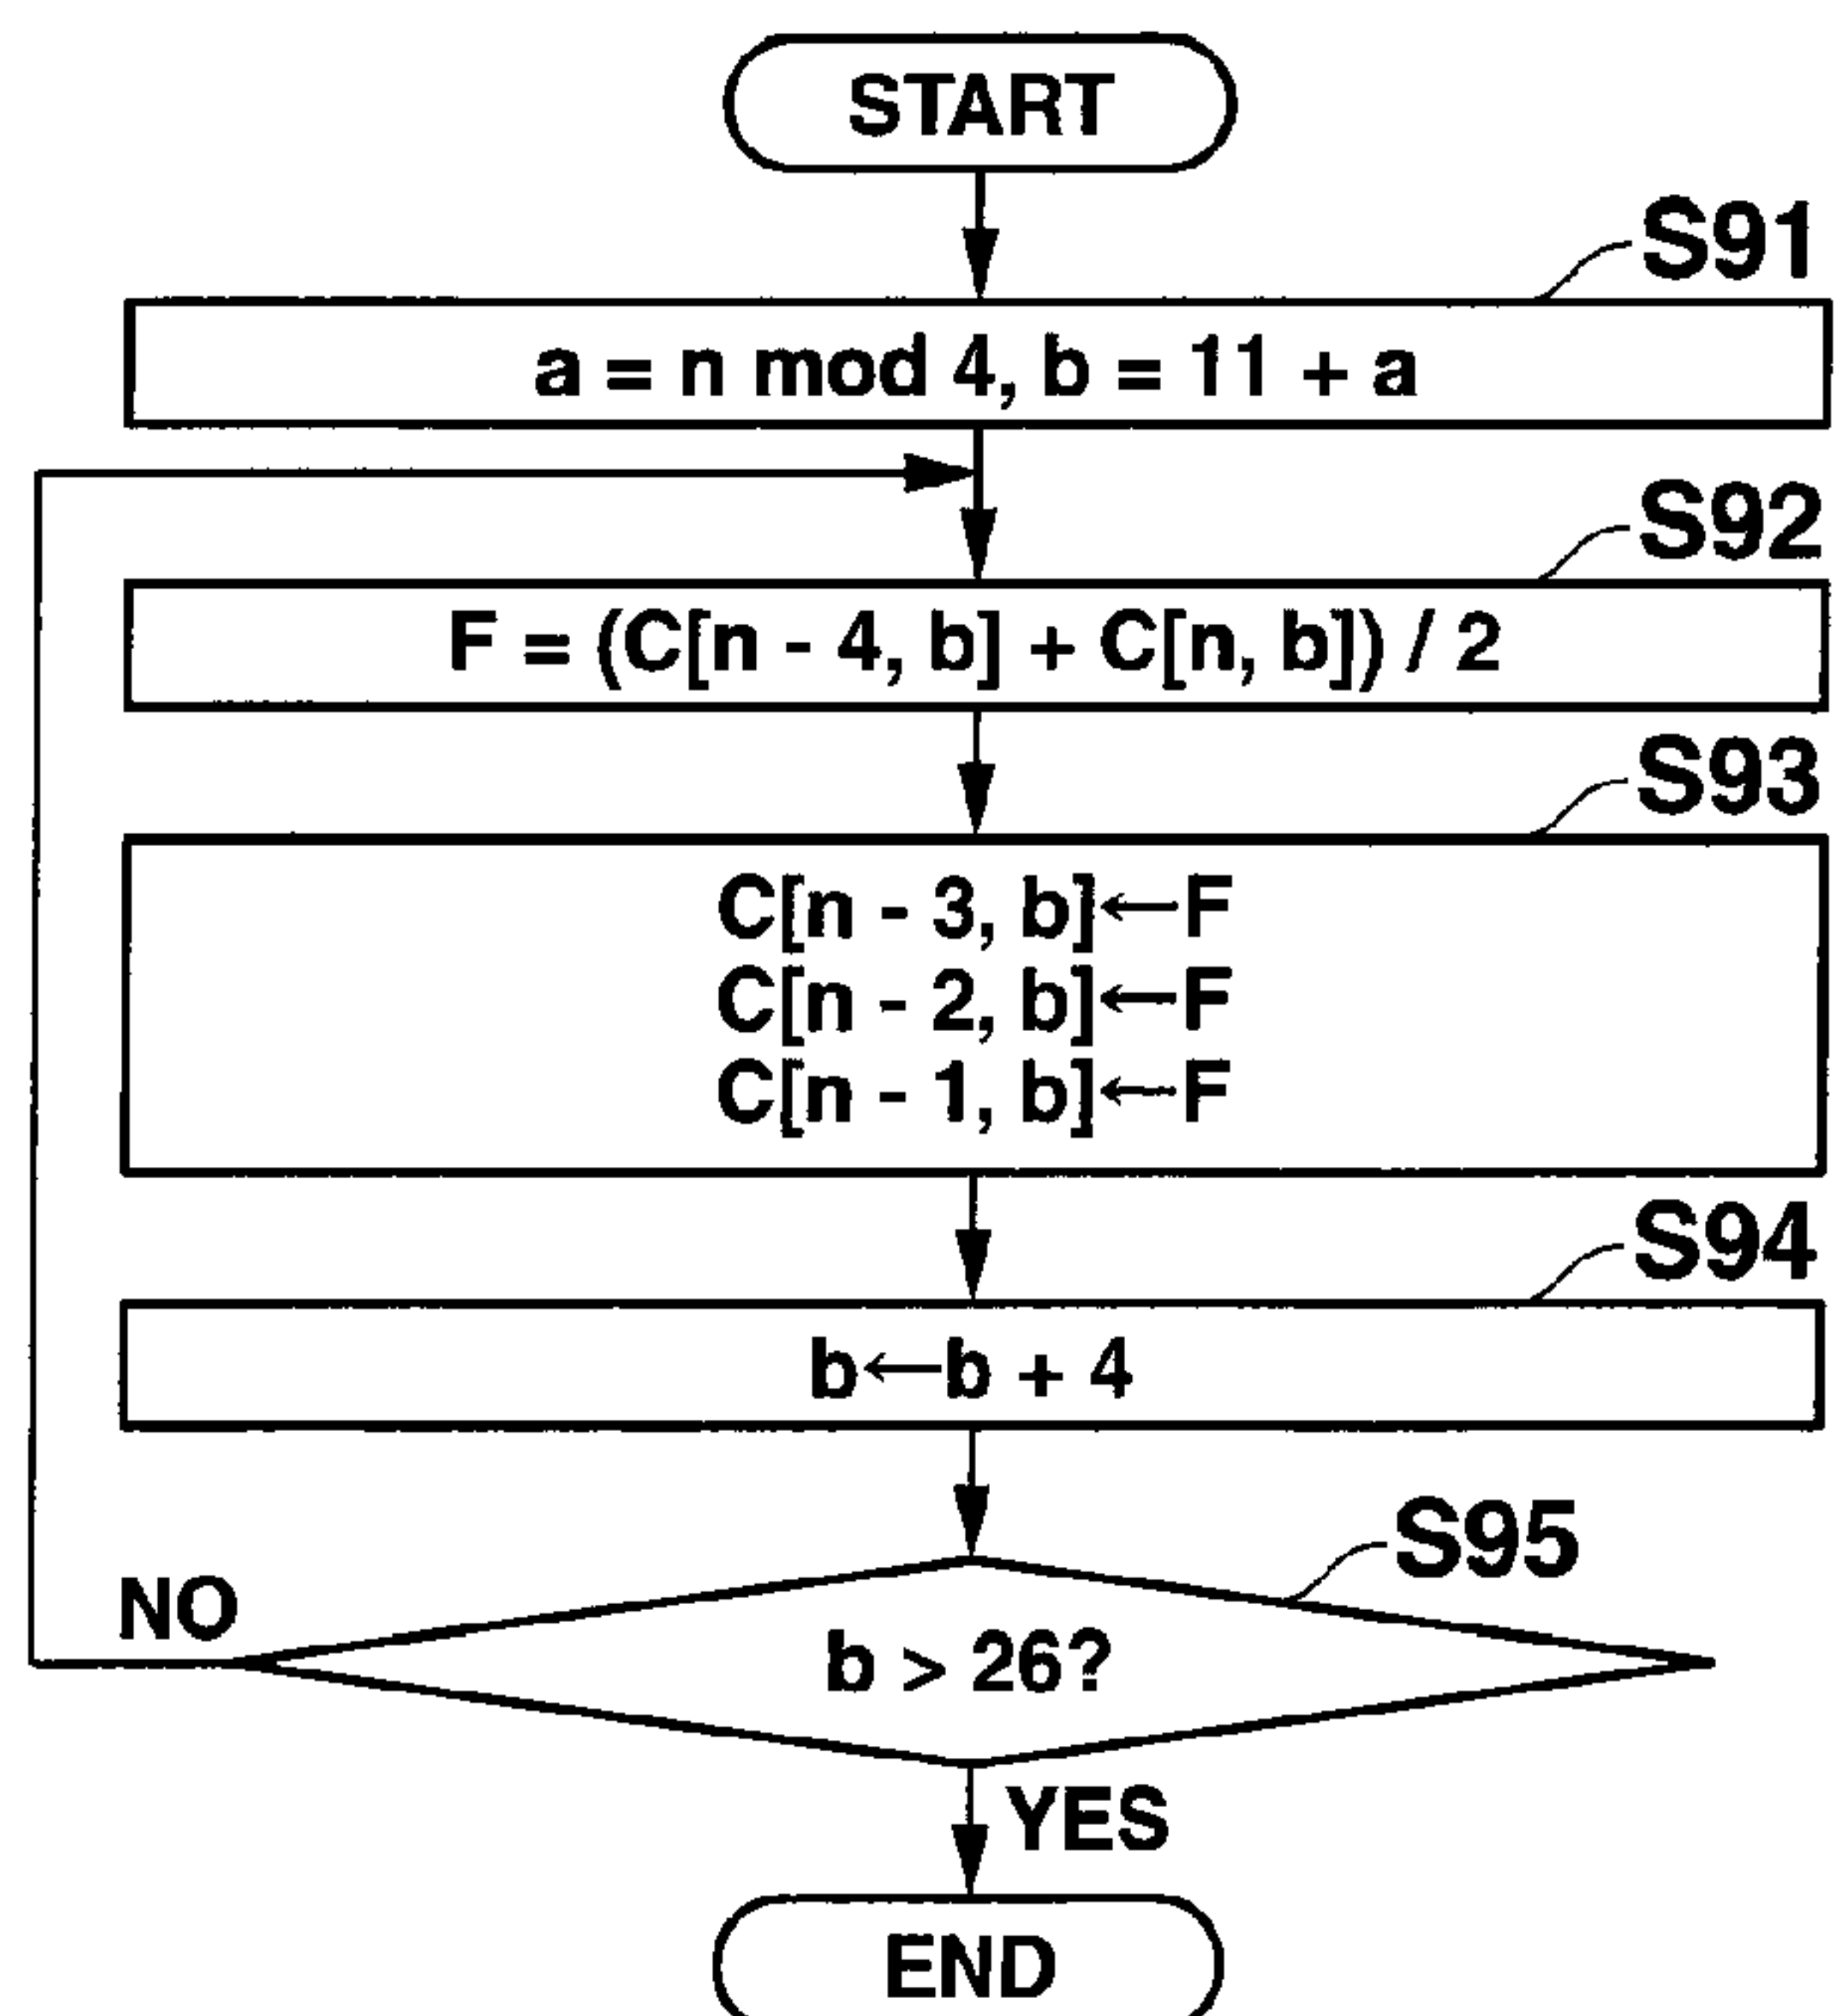 START
S91
a = n mod 4, b = 11 + a
S92
F = (C[n - 4, b] + C[n, b]) / 2
S93
C[n - 3, b]←F
C[n - 2, b]←F
C[n - 1, b]←F
S94
b←b + 4
S95
NO
b > 26?
YES
END